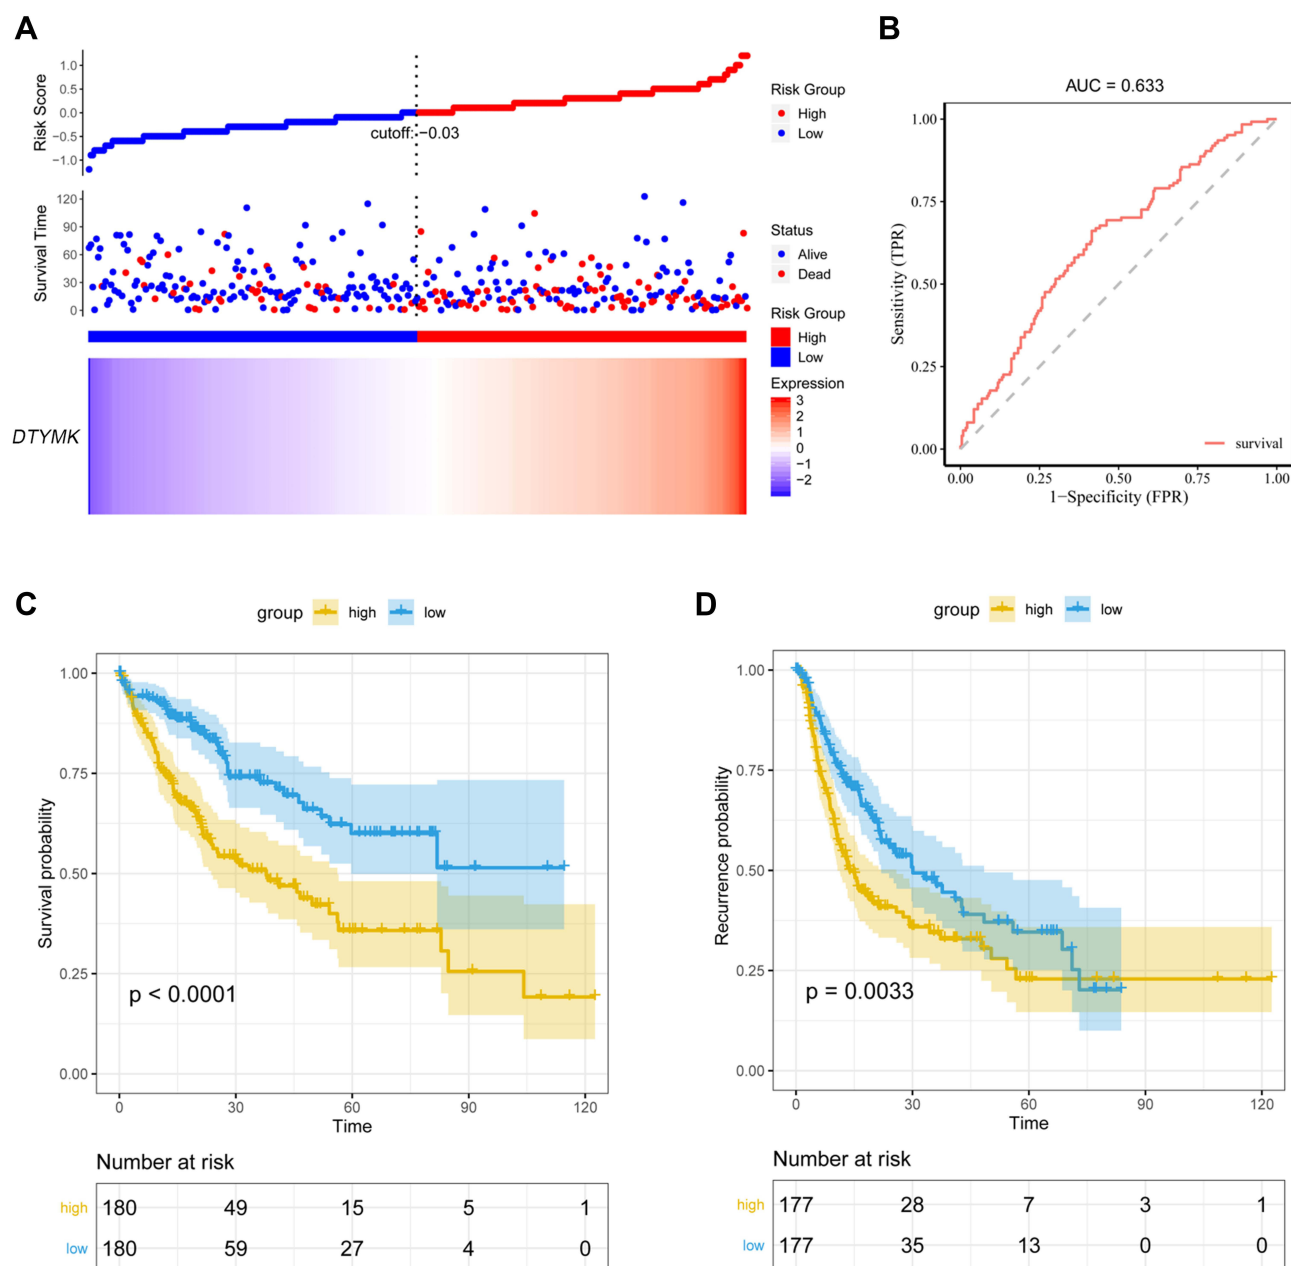 A
Risk Score
1.0
0.5
0.0
−0.5
−1.0
cutoff: −0.03
Risk Group
High
Low
Survival Time
120
90
60
30
0
Status
Alive
Dead
Risk Group
High
Low
Expression
3
2
1
0
−1
−2
DTYMK
B
AUC = 0.633
Sensitivity (TPR)
1.00
0.75
0.50
0.25
0.00
survival
0.00 0.25 0.50 0.75 1.00
1−Specificity (FPR)
C
group high low
Survival probability
1.00
0.75
0.50
0.25
0.00
p < 0.0001
0 30 60 90 120
Time
Number at risk
high 180 49 15 5 1
low 180 59 27 4 0
D
group high low
Recurrence probability
1.00
0.75
0.50
0.25
0.00
p = 0.0033
0 30 60 90 120
Time
Number at risk
high 177 28 7 3 1
low 177 35 13 0 0